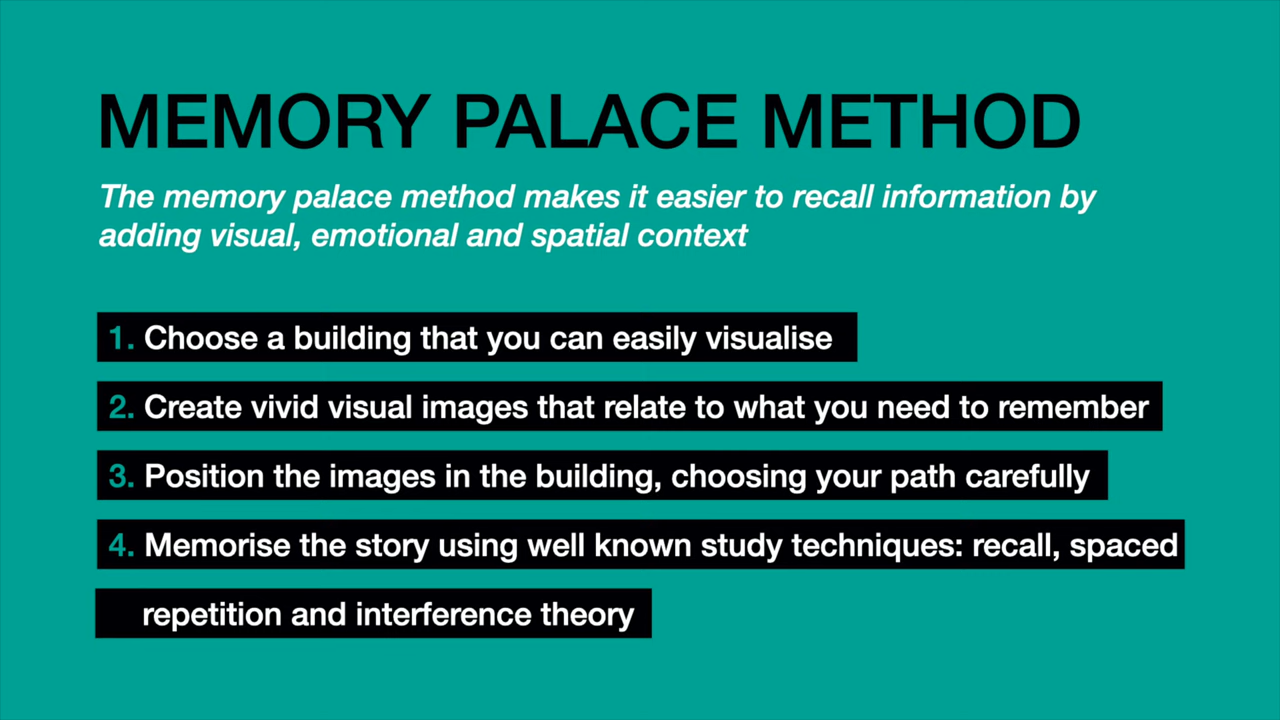 MEMORY PALACE METHOD
The memory palace method makes it easier to recall information by
adding visual, emotional and spatial context
1. Choose a building that you can easily visualise
2. Create vivid visual images that relate to what you need to remember
3. Position the images in the building, choosing your path carefully
4. Memorise the story using well known study techniques: recall, spaced
repetition and interference theory